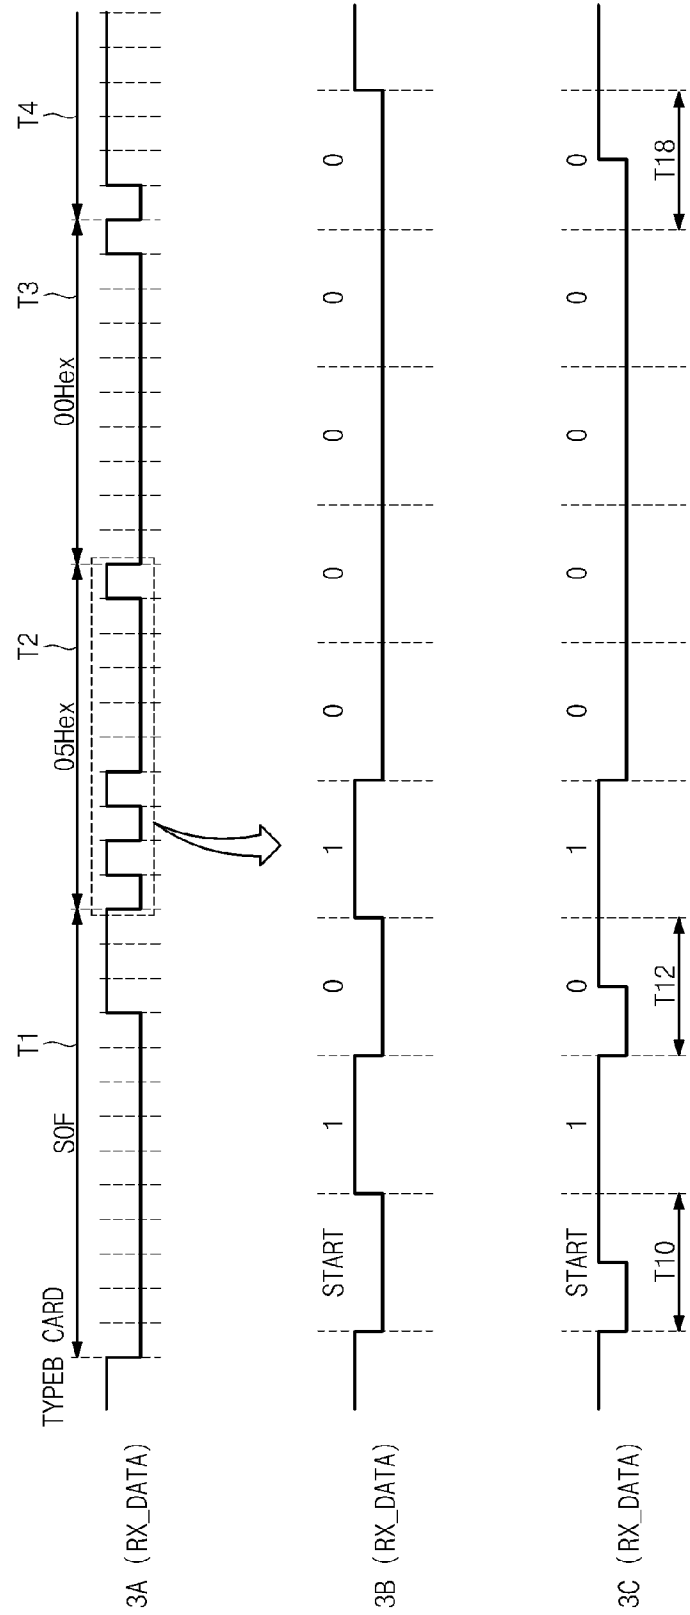 TYPEB CARD
T1
T2
T3
T4
SOF
05Hex
00Hex
3A (RX_DATA)
START
1
0
1
0
0
0
0
0
3B (RX_DATA)
START
1
0
1
0
0
0
0
0
3C (RX_DATA)
T10
T12
T18